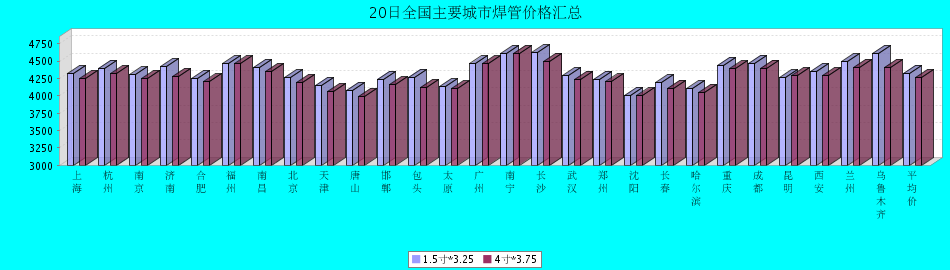 20日全国主要城市焊管价格汇总
4750
4500
4250
4000
3750
3500
3250
3000
上海 杭州 南京 济南 合肥 福州 南昌 北京 天津 唐山 邯郸 包头 太原 广州 南宁 长沙 武汉 郑州 沈阳 长春 哈尔滨 重庆 成都 昆明 西安 兰州 乌鲁木齐 平均价
1.5寸*3.25 4寸*3.75